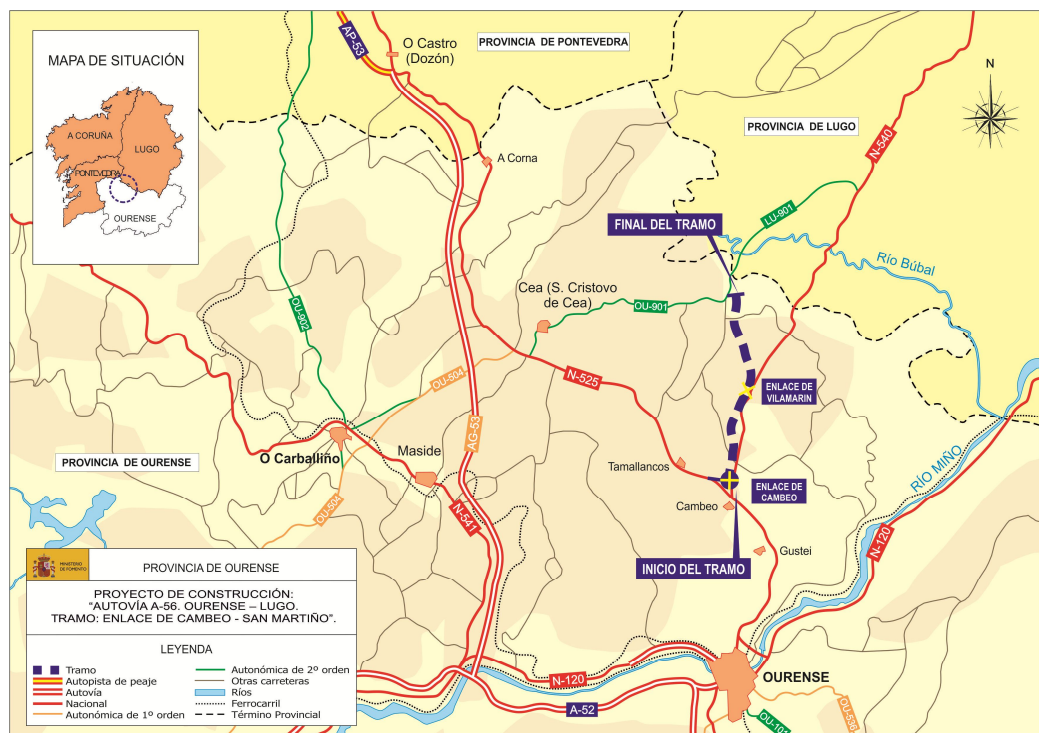 MAPA DE SITUACIÓN
A CORUÑA
LUGO
PONTEVEDRA
OURENSE
AP-53
O Castro
(Dozón)
PROVINCIA DE PONTEVEDRA
N
PROVINCIA DE LUGO
N-540
A Corna
LU-901
FINAL DEL TRAMO
Río Búbal
Cea (S. Cristovo
de Cea)
OU-901
OU-902
OU-504
N-525
ENLACE DE
VILAMARIN
AG-53
PROVINCIA DE OURENSE
O Carballiño
Maside
Tamallancos
ENLACE DE
CAMBEO
RÍO MIÑO
Cambeo
OU-504
N-541
N-120
Gustei
INICIO DEL TRAMO
MINISTERIO
DE FOMENTO
PROVINCIA DE OURENSE
PROYECTO DE CONSTRUCCIÓN:
"AUTOVÍA A-56. OURENSE – LUGO.
TRAMO: ENLACE DE CAMBEO - SAN MARTIÑO".
LEYENDA
Tramo
Autopista de peaje
Autovía
Nacional
Autonómica de 1º orden
Autonómica de 2º orden
Otras carreteras
Ríos
Ferrocarril
Término Provincial
N-120
A-52
OURENSE
OU-536